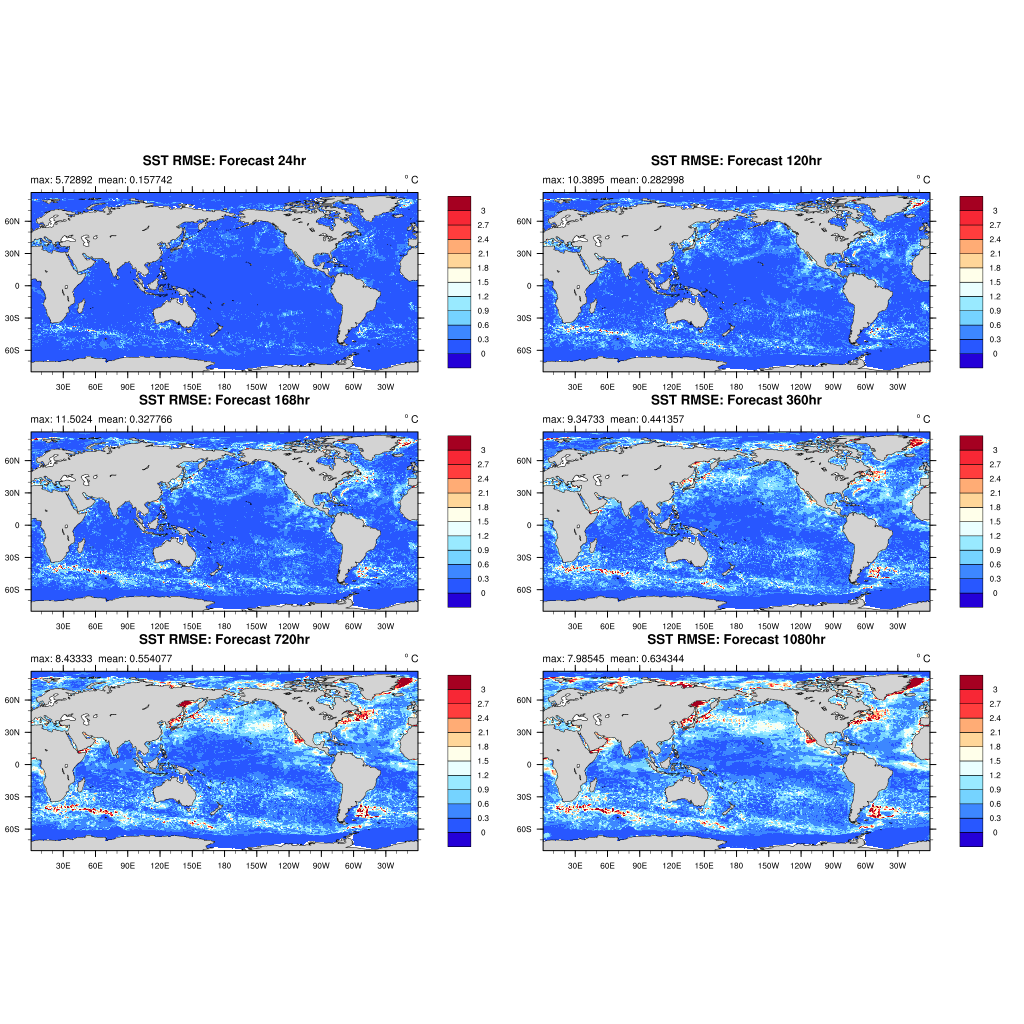 SST RMSE: Forecast 24hr
max: 5.72892 mean: 0.157742 ° C
60N
30N
0
30S
60S
30E 60E 90E 120E 150E 180 150W 120W 90W 60W 30W
3
2.7
2.4
2.1
1.8
1.5
1.2
0.9
0.6
0.3
0
SST RMSE: Forecast 120hr
max: 10.3895 mean: 0.282998 ° C
60N
30N
0
30S
60S
30E 60E 90E 120E 150E 180 150W 120W 90W 60W 30W
3
2.7
2.4
2.1
1.8
1.5
1.2
0.9
0.6
0.3
0
SST RMSE: Forecast 168hr
max: 11.5024 mean: 0.327766 ° C
60N
30N
0
30S
60S
30E 60E 90E 120E 150E 180 150W 120W 90W 60W 30W
3
2.7
2.4
2.1
1.8
1.5
1.2
0.9
0.6
0.3
0
SST RMSE: Forecast 360hr
max: 9.34733 mean: 0.441357 ° C
60N
30N
0
30S
60S
30E 60E 90E 120E 150E 180 150W 120W 90W 60W 30W
3
2.7
2.4
2.1
1.8
1.5
1.2
0.9
0.6
0.3
0
SST RMSE: Forecast 720hr
max: 8.43333 mean: 0.554077 ° C
60N
30N
0
30S
60S
30E 60E 90E 120E 150E 180 150W 120W 90W 60W 30W
3
2.7
2.4
2.1
1.8
1.5
1.2
0.9
0.6
0.3
0
SST RMSE: Forecast 1080hr
max: 7.98545 mean: 0.634344 ° C
60N
30N
0
30S
60S
30E 60E 90E 120E 150E 180 150W 120W 90W 60W 30W
3
2.7
2.4
2.1
1.8
1.5
1.2
0.9
0.6
0.3
0